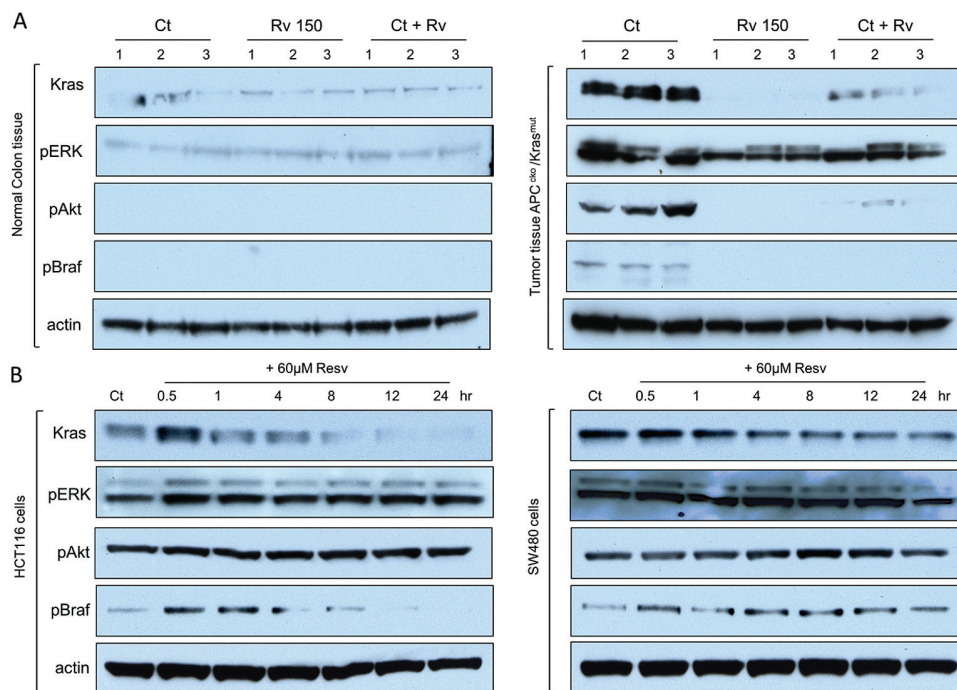 A
Ct Rv 150 Ct + Rv
1 2 3 1 2 3 1 2 3
Normal Colon tissue
Kras
pERK
pAkt
pBraf
actin
Ct Rv 150 Ct + Rv
1 2 3 1 2 3 1 2 3
Tumor tissue APC cko/Kras mut
B
+ 60µM Resv
Ct 0.5 1 4 8 12 24 hr
HCT116 cells
Kras
pERK
pAkt
pBraf
actin
+ 60µM Resv
Ct 0.5 1 4 8 12 24 hr
SW480 cells